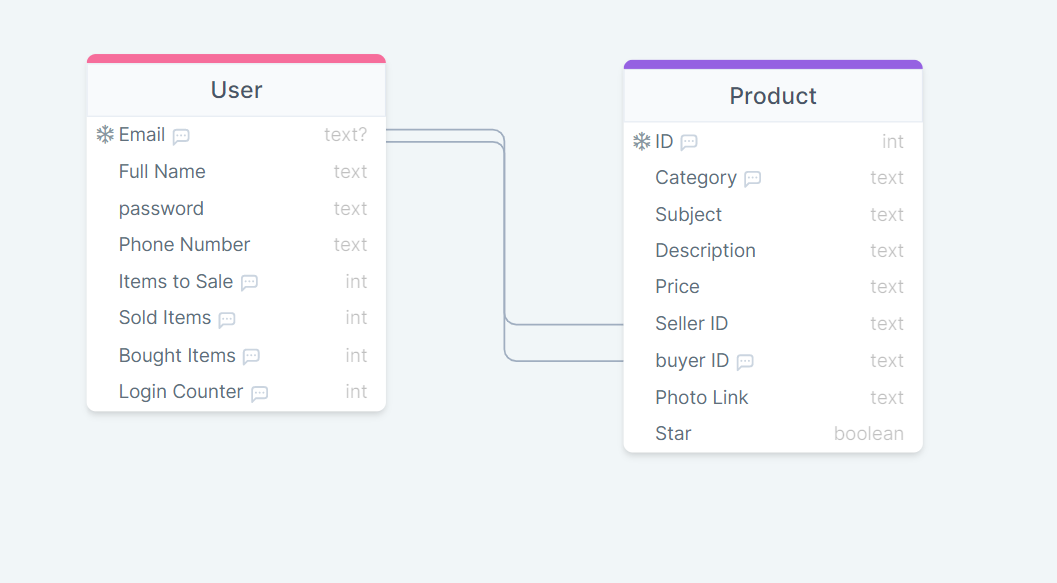 User
Email text?
Full Name text
password text
Phone Number text
Items to Sale int
Sold Items int
Bought Items int
Login Counter int
Product
ID int
Category text
Subject text
Description text
Price text
Seller ID text
buyer ID text
Photo Link text
Star boolean